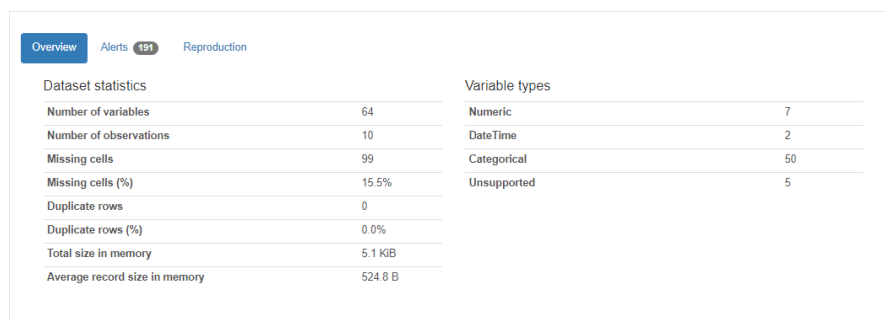 Overview Alerts 191 Reproduction
Dataset statistics
Number of variables 64
Number of observations 10
Missing cells 99
Missing cells (%) 15.5%
Duplicate rows 0
Duplicate rows (%) 0.0%
Total size in memory 5.1 KiB
Average record size in memory 524.8 B
Variable types
Numeric 7
DateTime 2
Categorical 50
Unsupported 5